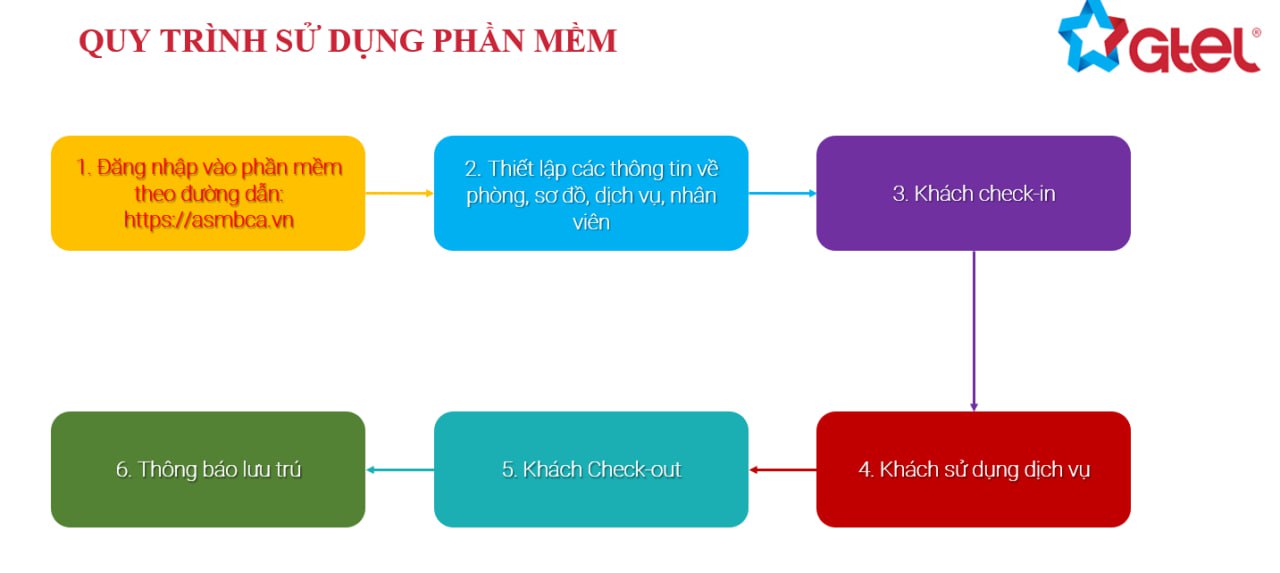 QUY TRÌNH SỬ DỤNG PHẦN MỀM
Gtel®
1. Đăng nhập vào phần mềm
theo đường dẫn:
https://asmbca.vn
2. Thiết lập các thông tin về
phòng, sơ đồ, dịch vụ, nhân
viên
3. Khách check-in
4. Khách sử dụng dịch vụ
5. Khách Check-out
6. Thông báo lưu trú